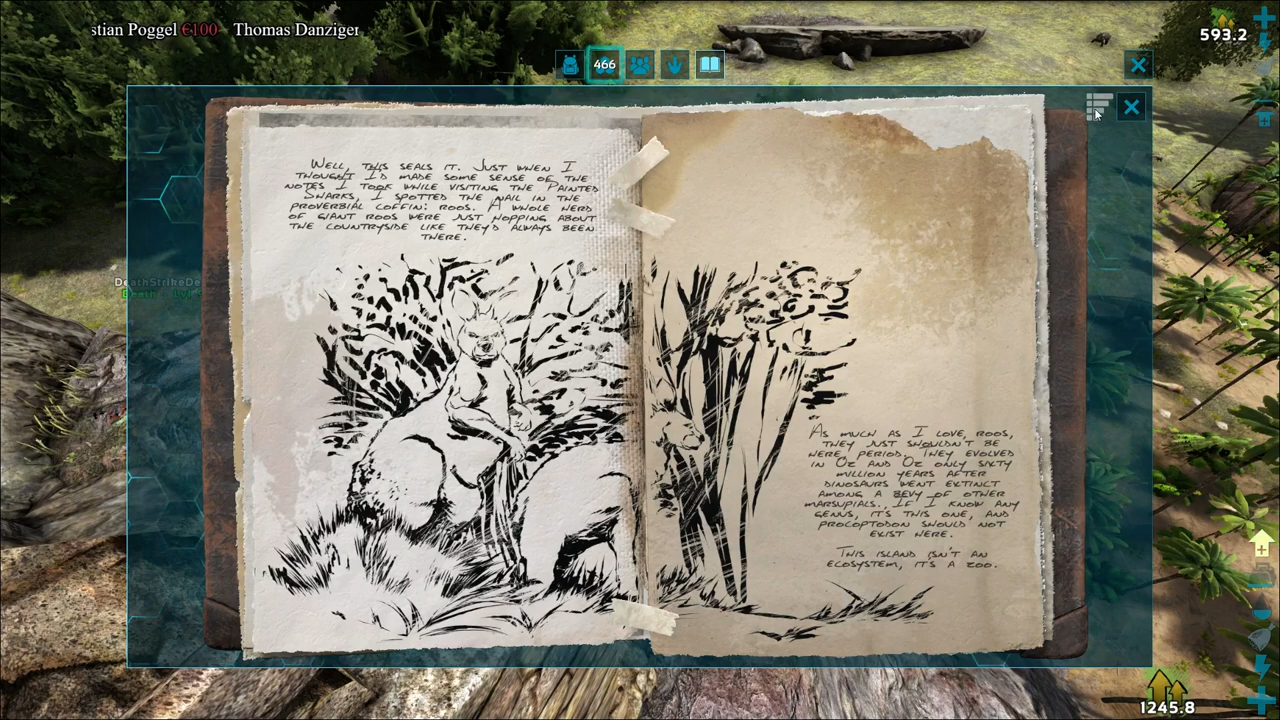 stian Poggel €100 Thomas Danziger
593.2
466
Well, this seals it. Just when I
thought I'd made some sense of the
notes I took while visiting the Painted
Sharks, I spotted the nail in the
proverbial coffin: roos. A whole herd
of giant roos were just hopping about
the countryside like they'd always been
there.
DeathStrikeDe
As much as I love, roos,
they just shouldn't be
here. Period. They evolved
in Oz and Oz only sixty
million years after
dinosaurs went extinct
among a bevy of other
marsupials. If I know any
genus, it's this one, and
procoptodon should not
exist here.
This island isn't an
ecosystem, it's a zoo.
1245.8